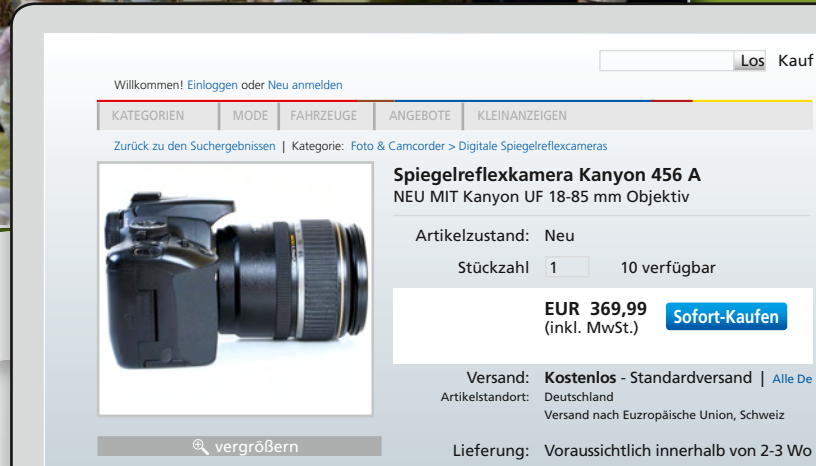 Los Kauf
Willkommen! Einloggen oder Neu anmelden
KATEGORIEN MODE FAHRZEUGE ANGEBOTE KLEINANZEIGEN
Zurück zu den Suchergebnissen | Kategorie: Foto & Camcorder > Digitale Spiegelreflexcameras
Spiegelreflexkamera Kanyon 456 A
NEU MIT Kanyon UF 18-85 mm Objektiv
Artikelzustand: Neu
Stückzahl 1 10 verfügbar
EUR 369,99 Sofort-Kaufen
(inkl. MwSt.)
Versand: Kostenlos - Standardversand | Alle De
Artikelstandort: Deutschland
Versand nach Euzropäische Union, Schweiz
vergrößern
Lieferung: Voraussichtlich innerhalb von 2-3 Wo